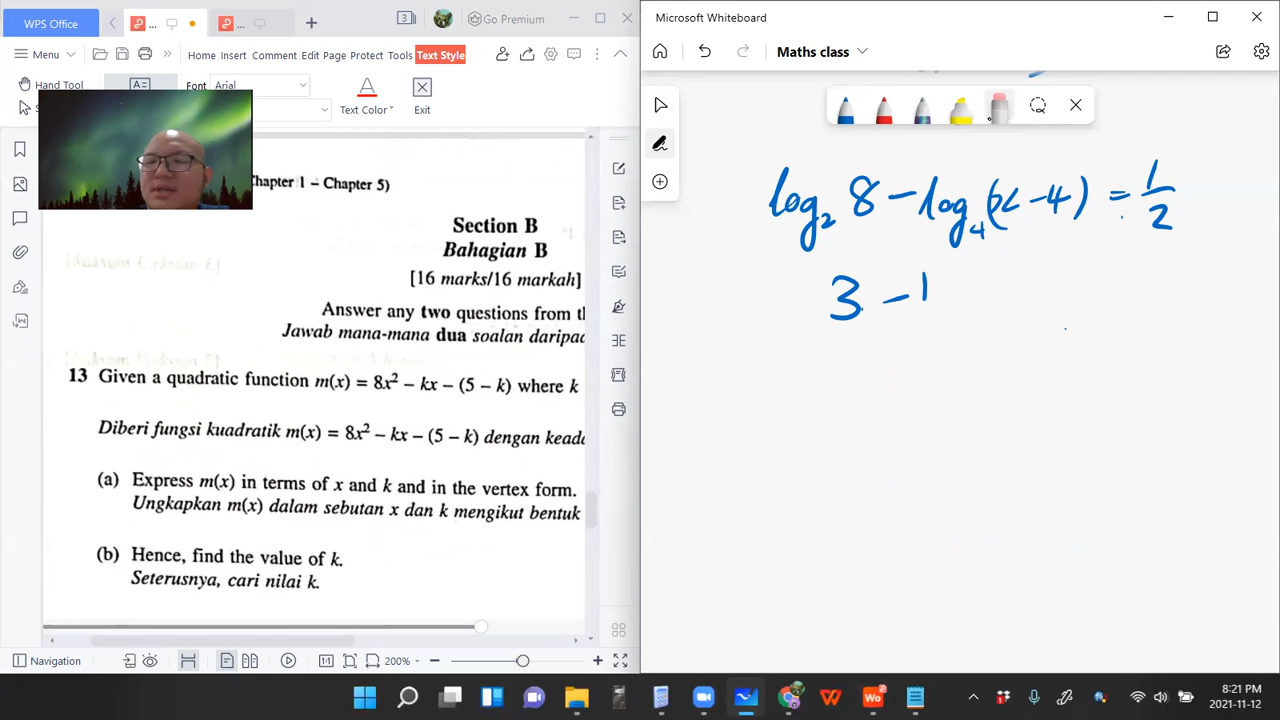 WPS Office
...
...
3
Go Premium
Menu
Home Insert Comment Edit Page Protect Tools Text Style
Hand Tool
Font Arial
Text Color
Exit
Chapter 1 – Chapter 5)
Section B
Bahagian B
[16 marks/16 markah]
Answer any two questions from
Jawab mana-mana dua soalan
13 Given a quadratic function m(x) = 8x² – kx – (5 – k) where k
Diberi fungsi kuadratik m(x) = 8x² – kx – (5 – k) dengan
(a) Express m(x) in terms of x and k and in the vertex form.
Ungkapkan m(x) dalam sebutan x dan k mengikut bentuk
(b) Hence, find the value of k.
Seterusnya, cari nilai k.
Navigation
1:1
200%
Microsoft Whiteboard
Maths class
log₂ 8 – log₄(x – 4) = 1/2
3 – 1
Wo
8:21 PM
2021-11-12